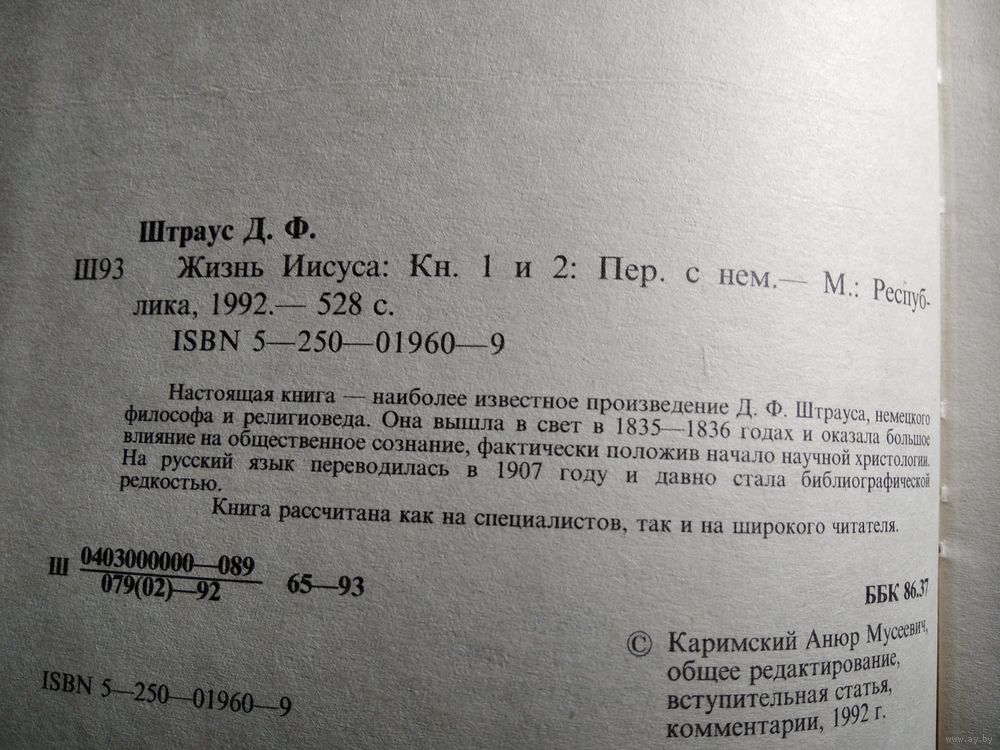 Штраус Д. Ф.
Ш93 Жизнь Иисуса: Кн. 1 и 2: Пер. с нем.— М.: Респуб-
лика, 1992.— 528 с.
ISBN 5—250—01960—9
Настоящая книга — наиболее известное произведение Д. Ф. Штрауса, немецкого
философа и религиоведа. Она вышла в свет в 1835—1836 годах и оказала большое
влияние на общественное сознание, фактически положив начало научной христологии.
На русский язык переводилась в 1907 году и давно стала библиографической
редкостью.
Книга рассчитана как на специалистов, так и на широкого читателя.
Ш 0403000000—089
079(02)—92
65—93
ББК 86.37
© Каримский Анюр Мусеевич,
общее редактирование,
вступительная статья,
комментарии, 1992 г.
ISBN 5—250—01960—9
www.ay.by